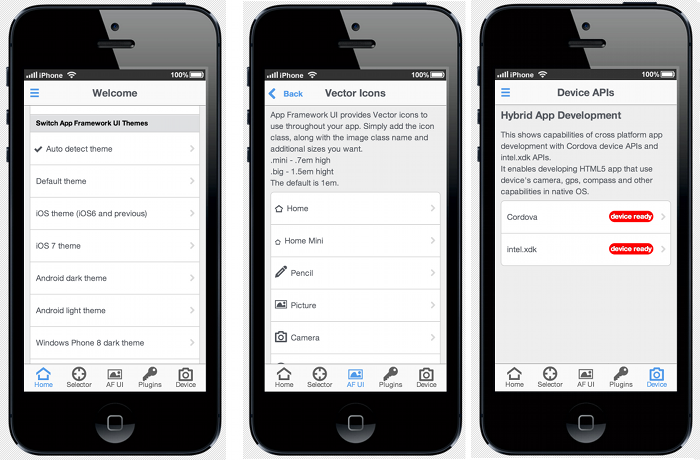 iPhone 100%
Welcome
Switch App Framework UI Themes
Auto detect theme
Default theme
iOS theme (iOS6 and previous)
iOS 7 theme
Android dark theme
Android light theme
Windows Phone 8 dark theme
Home Selector AF UI Plugins Device
iPhone 100%
Back Vector Icons
App Framework UI provides Vector icons to
use throughout your app. Simply add the icon
class, along with the image class name and
additional sizes you want.
.mini - .7em high
.big - 1.5em hight
The default is 1em.
Home
Home Mini
Pencil
Picture
Camera
Home Selector AF UI Plugins Device
iPhone 100%
Device APIs
Hybrid App Development
This shows capabilities of cross platform app
development with Cordova device APIs and
intel.xdk APIs.
It enables developing HTML5 app that use
device's camera, gps, compass and other
capabilities in native OS.
Cordova device ready
intel.xdk device ready
Home Selector AF UI Plugins Device